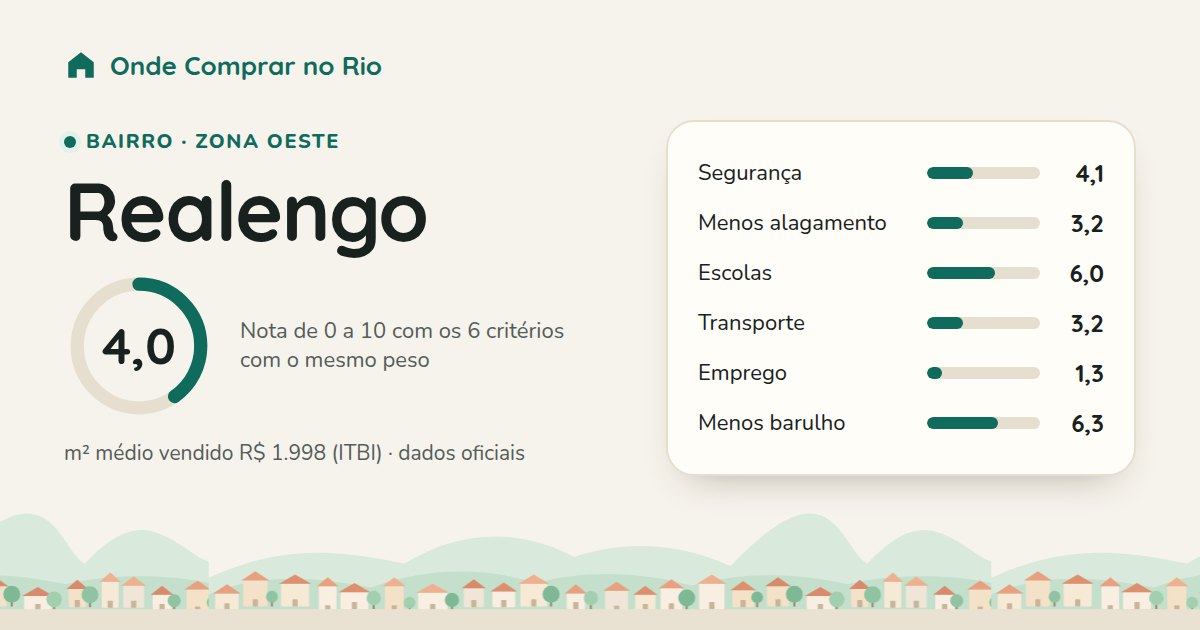 Onde Comprar no Rio
BAIRRO · ZONA OESTE
Realengo
4,0
Nota de 0 a 10 com os 6 critérios
com o mesmo peso
m² médio vendido R$ 1.998 (ITBI) · dados oficiais
Segurança 4,1
Menos alagamento 3,2
Escolas 6,0
Transporte 3,2
Emprego 1,3
Menos barulho 6,3